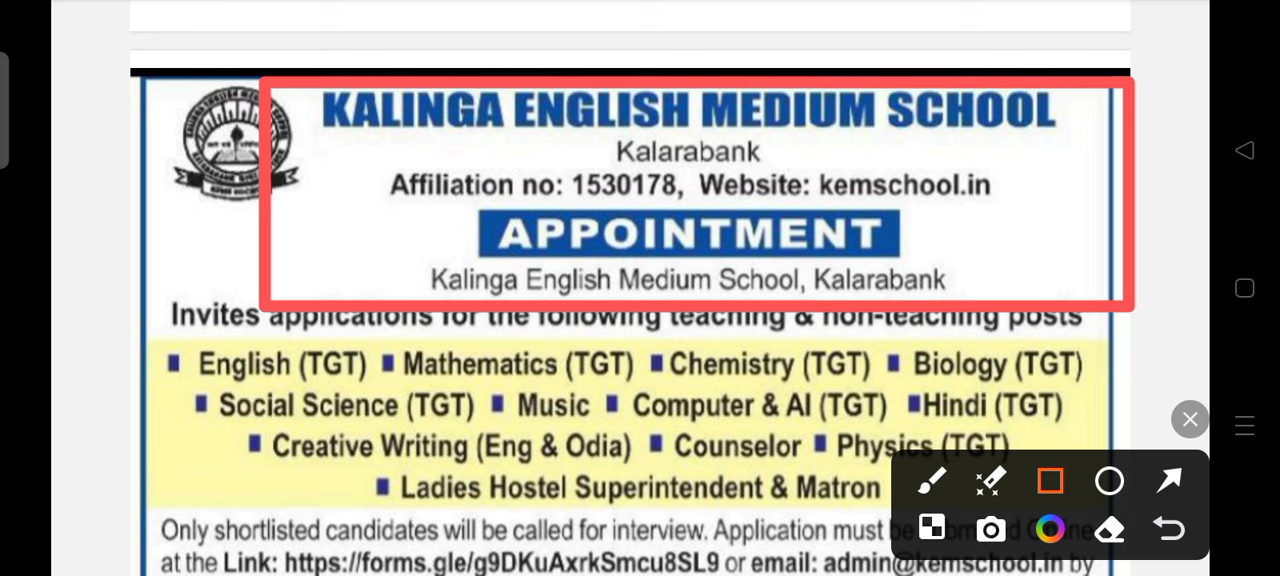 KALINGA ENGLISH MEDIUM SCHOOL
Kalarabank
Affiliation no: 1530178, Website: kemschool.in
APPOINTMENT
Kalinga English Medium School, Kalarabank
Invites applications for the following teaching & non-teaching posts
■ English (TGT) ■ Mathematics (TGT) ■ Chemistry (TGT) ■ Biology (TGT)
■ Social Science (TGT) ■ Music ■ Computer & AI (TGT) ■ Hindi (TGT)
■ Creative Writing (Eng & Odia) ■ Counselor ■ Physics (TGT)
■ Ladies Hostel Superintendent & Matron
Only shortlisted candidates will be called for interview. Application must
at the Link: https://forms.gle/g9DKuAxrkSmcu8SL9 or email: admin@kemschool.in by